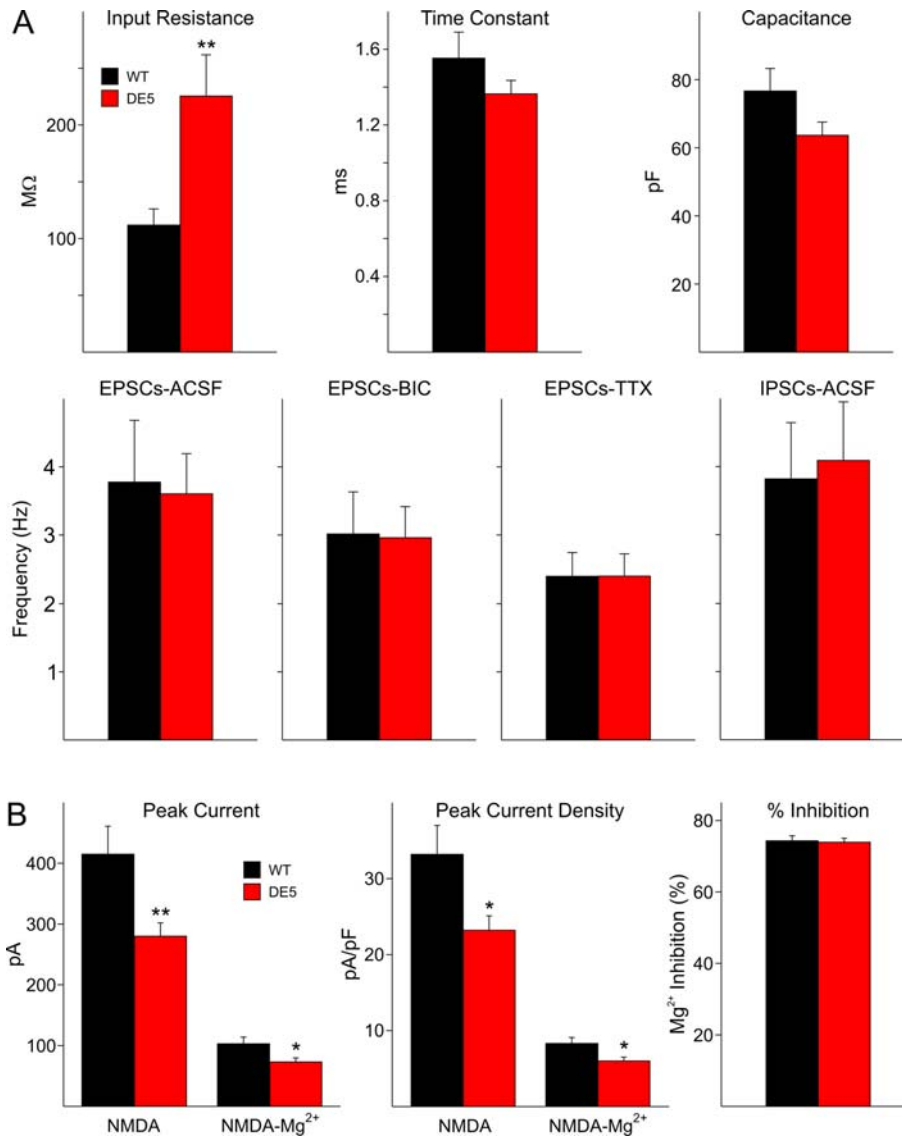 A
Input Resistance
Time Constant
Capacitance
MΩ
200
100
**
WT
DE5
ms
1.6
1.2
0.8
0.4
pF
80
60
40
20
EPSCs-ACSF
EPSCs-BIC
EPSCs-TTX
IPSCs-ACSF
Frequency (Hz)
4
3
2
1
B
Peak Current
Peak Current Density
% Inhibition
pA
400
300
200
100
**
*
WT
DE5
NMDA
NMDA-Mg²⁺
pA/pF
30
20
10
*
*
NMDA
NMDA-Mg²⁺
Mg²⁺ Inhibition (%)
80
60
40
20